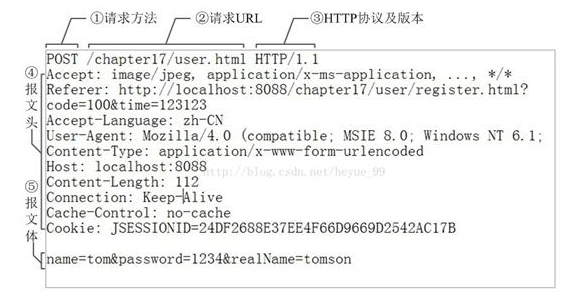 ①请求方法 ②请求URL ③HTTP协议及版本
POST /chapter17/user.html HTTP/1.1
④报文头
Accept: image/jpeg, application/x-ms-application, ..., */*
Referer: http://localhost:8088/chapter17/user/register.html?
code=100&time=123123
Accept-Language: zh-CN
User-Agent: Mozilla/4.0 (compatible; MSIE 8.0; Windows NT 6.1;
Content-Type: application/x-www-form-urlencoded
Host: localhost:8088
http://blog.csdn.net/heyue_99
Content-Length: 112
Connection: Keep-Alive
Cache-Control: no-cache
Cookie: JSESSIONID=24DF2688E37EE4F66D9669D2542AC17B
⑤报文体
name=tom&password=1234&realName=tomson